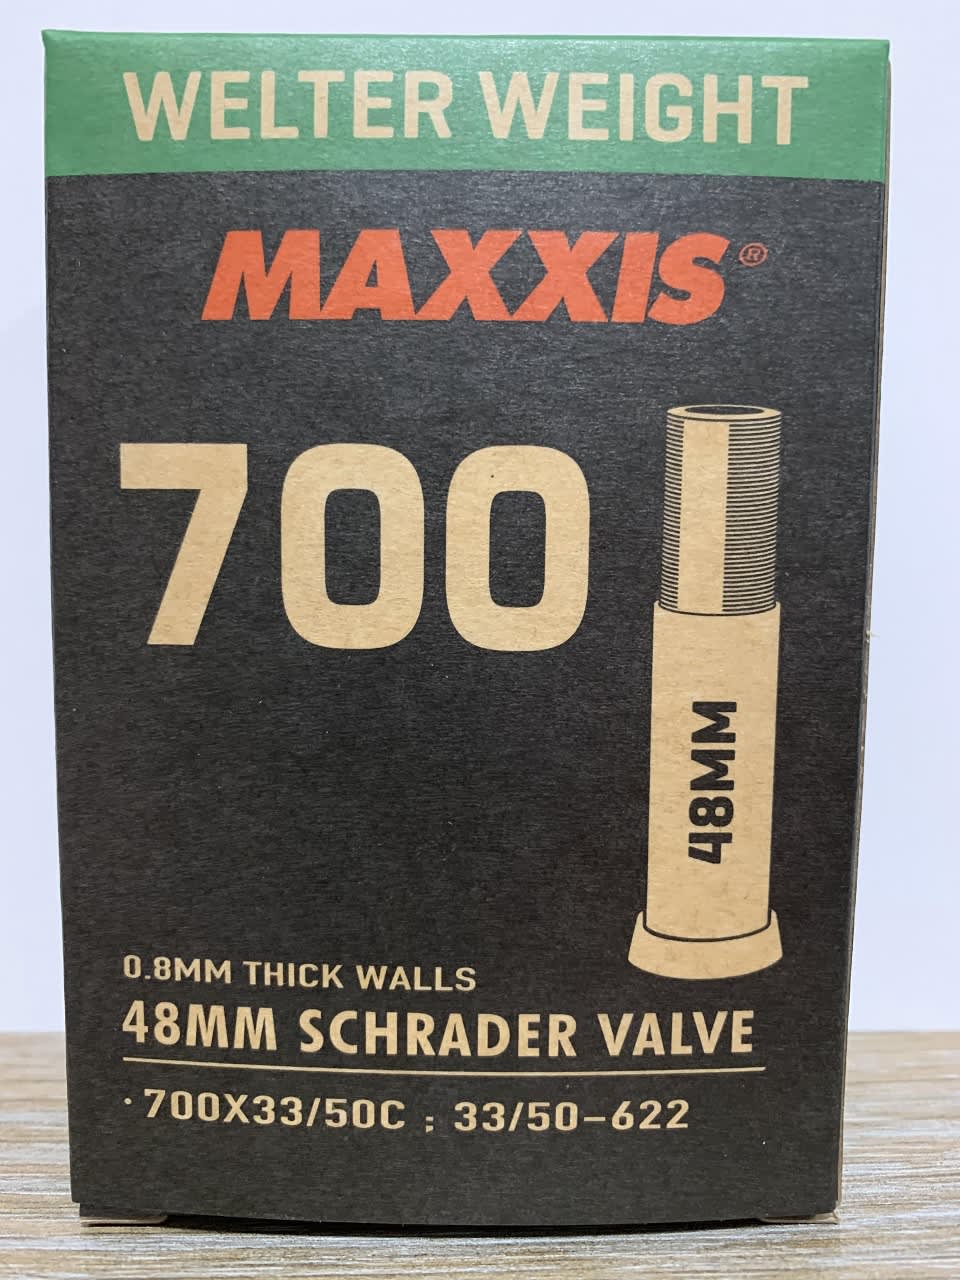 WELTER WEIGHT
MAXXIS®
700
48MM
0.8MM THICK WALLS
48MM SCHRADER VALVE
·700X33/50C ; 33/50-622